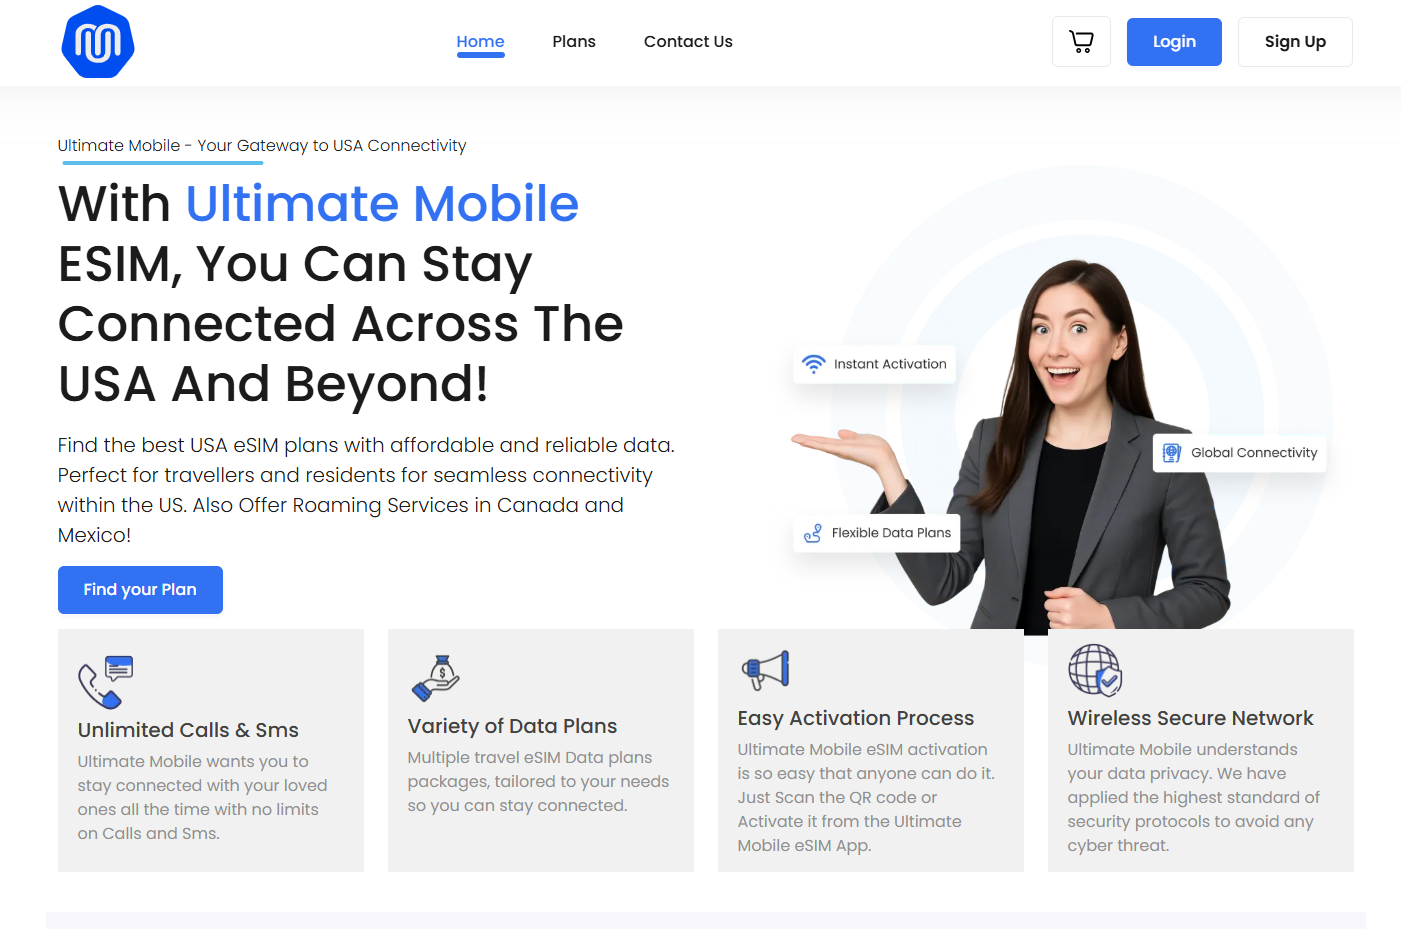 Home
Plans
Contact Us
Login
Sign Up
Ultimate Mobile - Your Gateway to USA Connectivity
With Ultimate Mobile
ESIM, You Can Stay
Connected Across The
USA And Beyond!
Find the best USA eSIM plans with affordable and reliable data.
Perfect for travellers and residents for seamless connectivity
within the US. Also Offer Roaming Services in Canada and
Mexico!
Find your Plan
Instant Activation
Global Connectivity
Flexible Data Plans
Unlimited Calls & Sms
Ultimate Mobile wants you to
stay connected with your loved
ones all the time with no limits
on Calls and Sms.
Variety of Data Plans
Multiple travel eSIM Data plans
packages, tailored to your needs
so you can stay connected.
Easy Activation Process
Ultimate Mobile eSIM activation
is so easy that anyone can do it.
Just Scan the QR code or
Activate it from the Ultimate
Mobile eSIM App.
Wireless Secure Network
Ultimate Mobile understands
your data privacy. We have
applied the highest standard of
security protocols to avoid any
cyber threat.